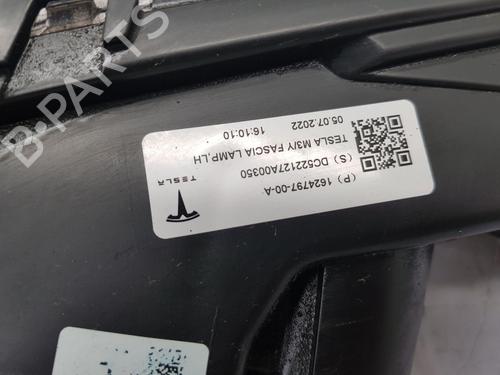 B-PARTS
TESLA
(P) 1624797-00-A
(S) DC522127A00350
TESLA M3/Y FASCIA LAMP,LH
05.07.2022 16:10:10